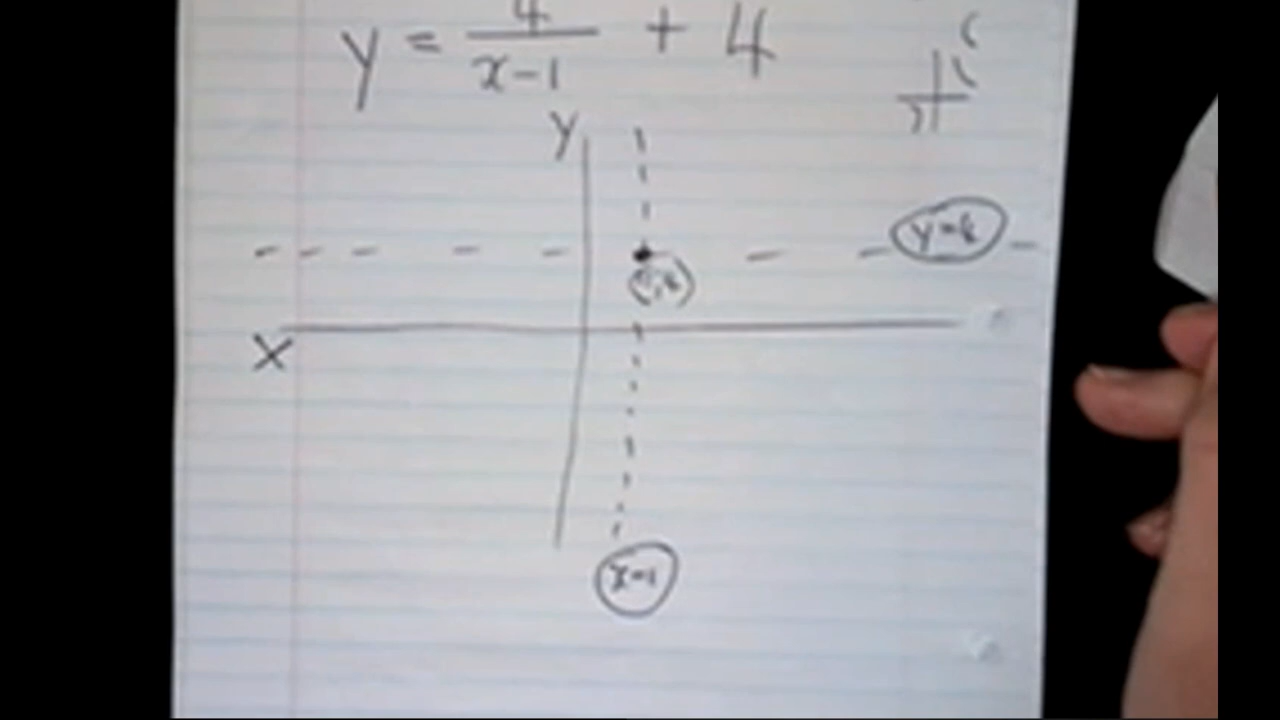 y = 4/(x-1) + 4
y
y=4
(1,4)
x
x=1